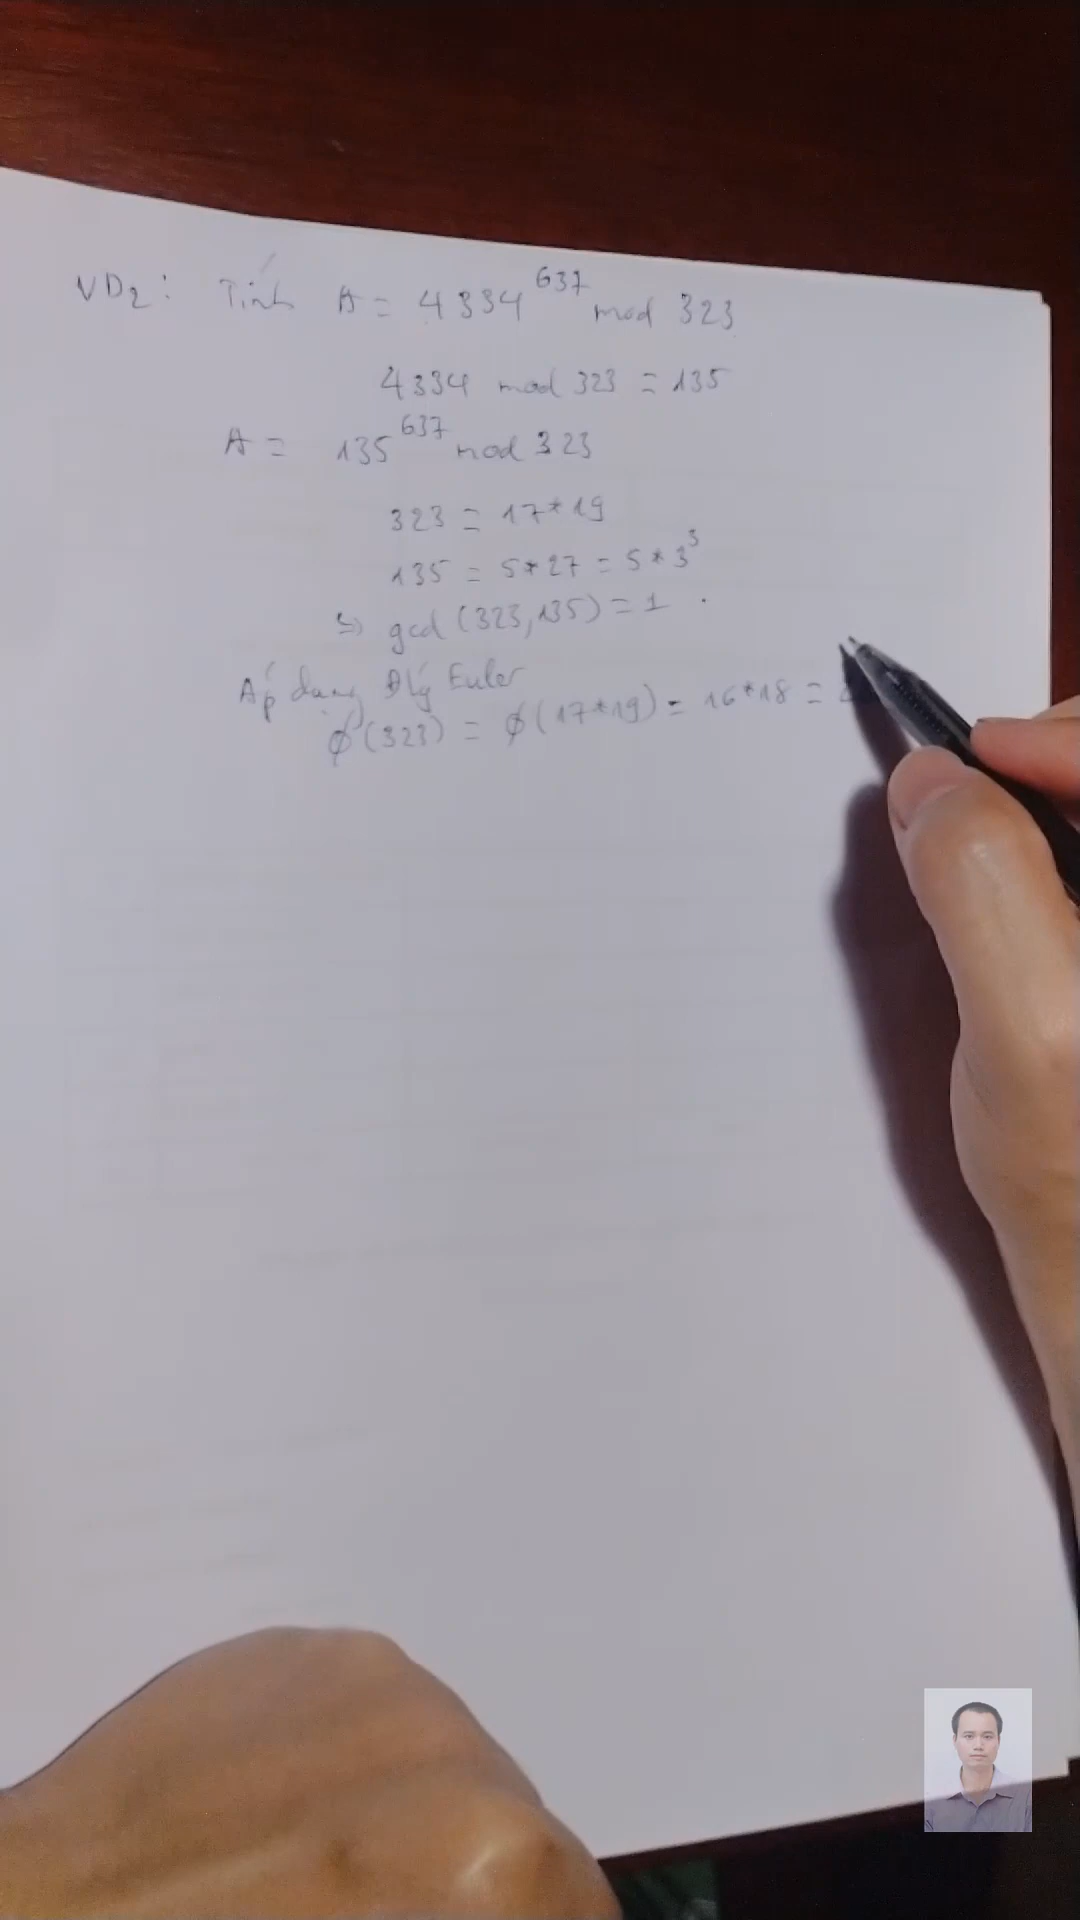 VD2: Tính A = 4334^637 mod 323
4334 mod 323 = 135
A = 135^637 mod 323
323 = 17*19
135 = 5*27 = 5*3^3
=> gcd(323,135) = 1.
Áp dụng Đlý Euler
ϕ(323) = ϕ(17*19) = 16*18 =